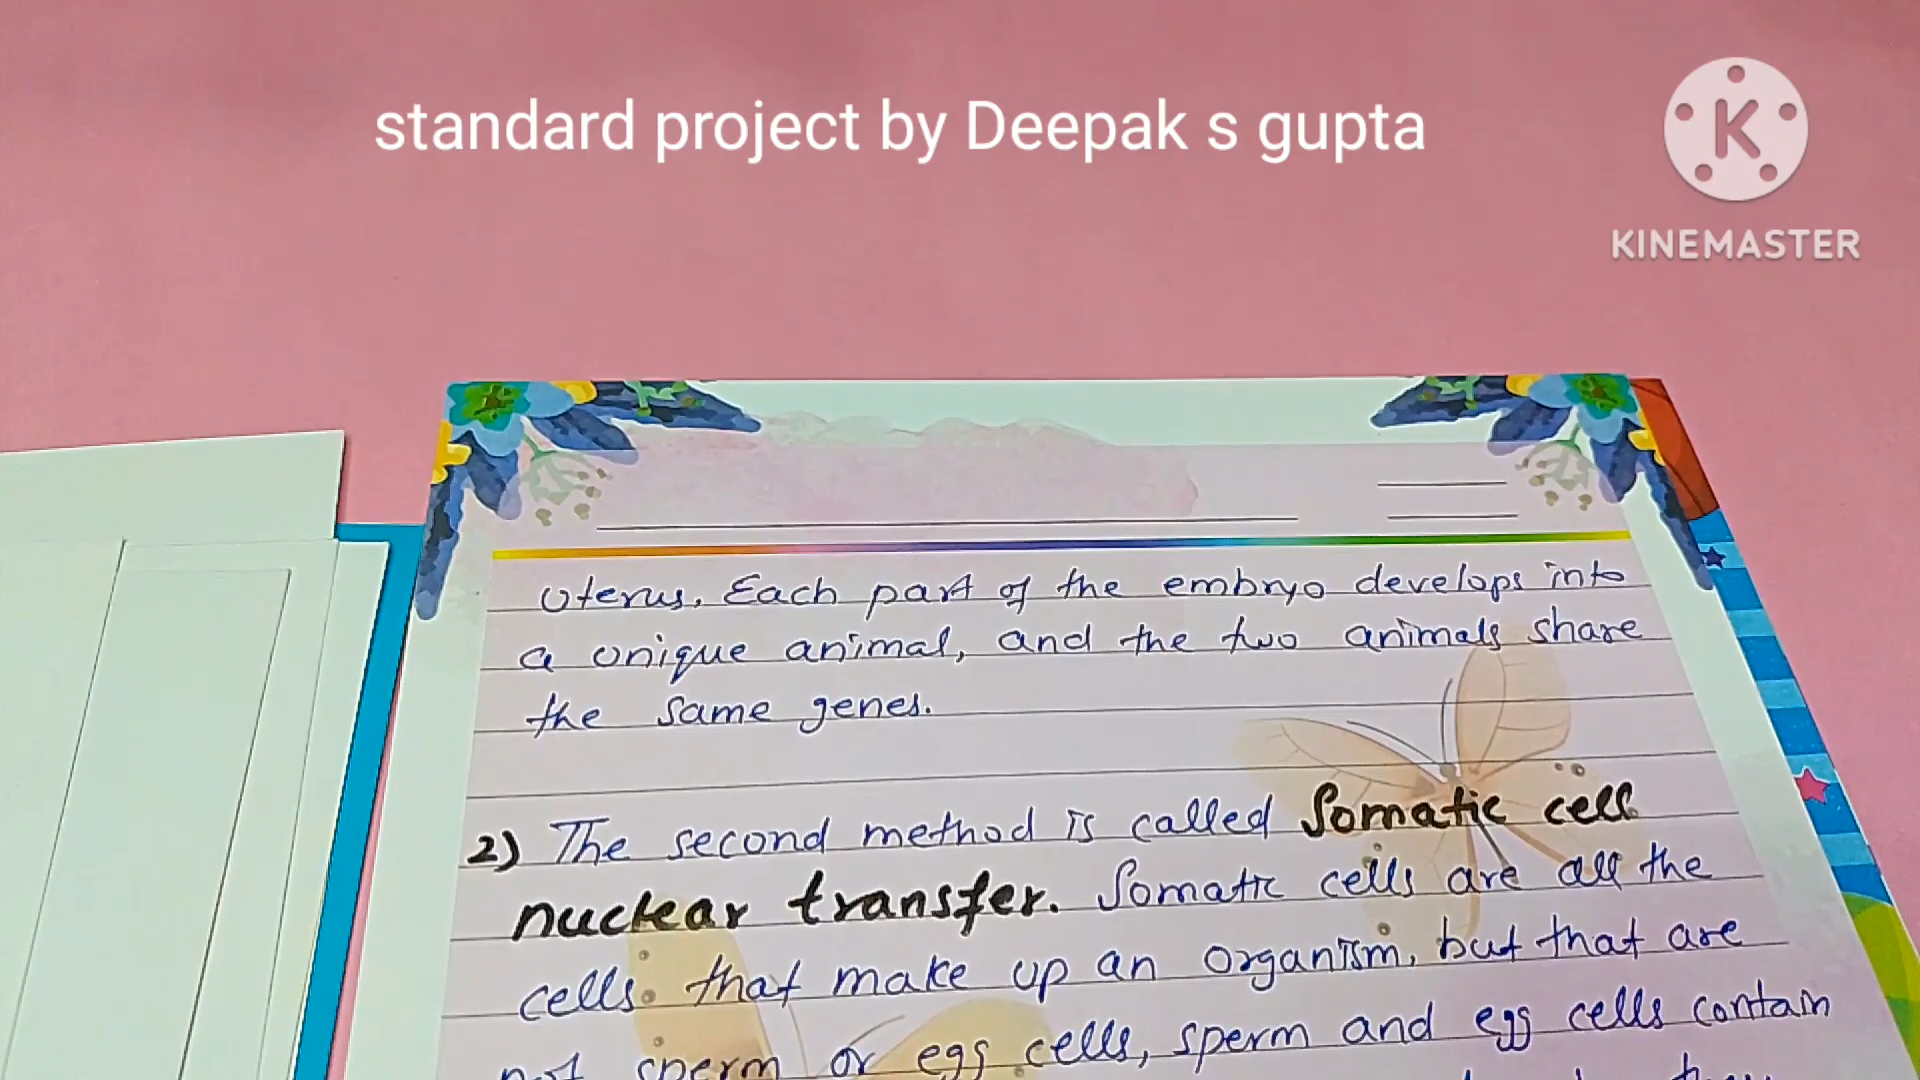 standard project by Deepak s gupta
K
KINEMASTER
uterus. Each part of the embryo develops into
a unique animal, and the two animals share
the same genes.
2) The second method is called Somatic cell
nuclear transfer. Somatic cells are all the
cells that make up an organism, but that are
not sperm or egg cells, sperm and egg cells contain